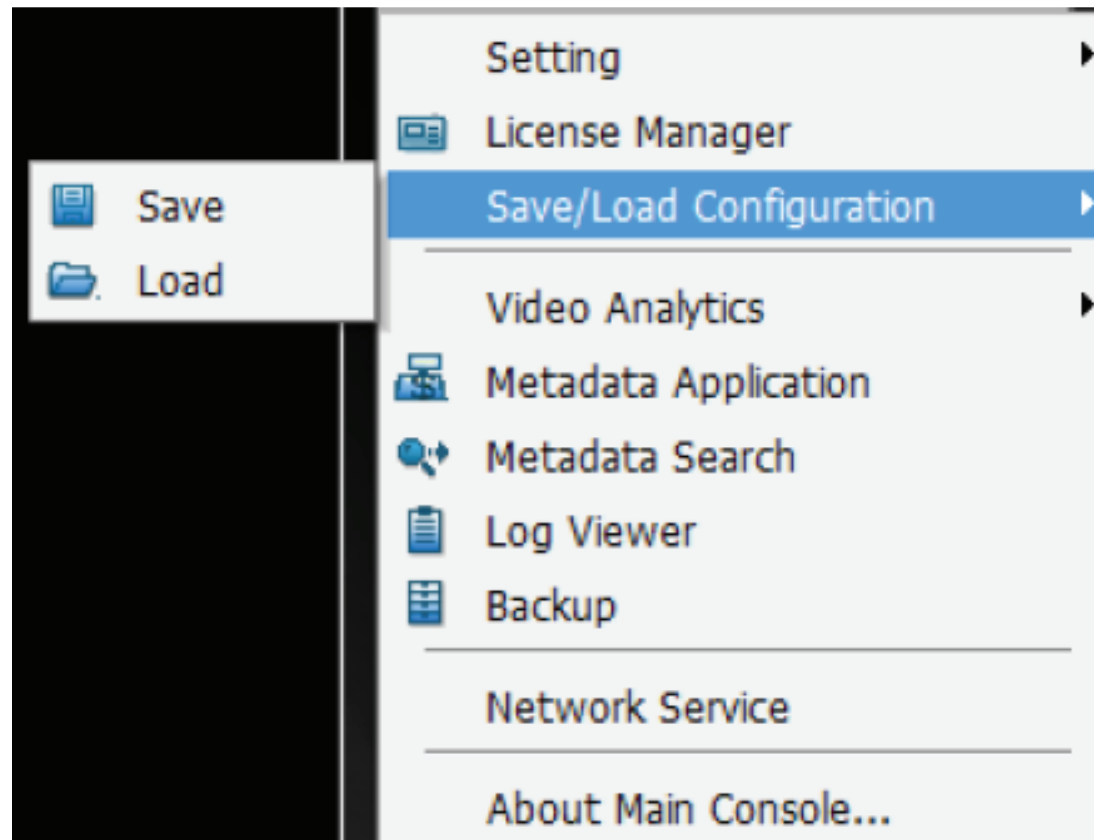 Setting
License Manager
Save/Load Configuration
Save
Load
Video Analytics
Metadata Application
Metadata Search
Log Viewer
Backup
Network Service
About Main Console...